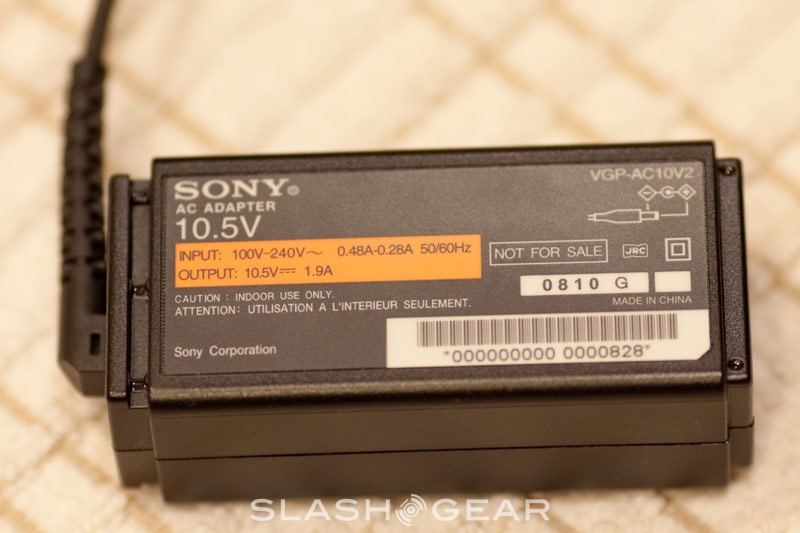 SONY®
AC ADAPTER
10.5V
VGP-AC10V2
INPUT: 100V-240V~ 0.48A-0.28A 50/60Hz
OUTPUT: 10.5V⎓ 1.9A
NOT FOR SALE
JRC
0810 G
MADE IN CHINA
CAUTION : INDOOR USE ONLY.
ATTENTION: UTILISATION A L'INTERIEUR SEULEMENT.
Sony Corporation
*000000000 0000828*
SLASH GEAR